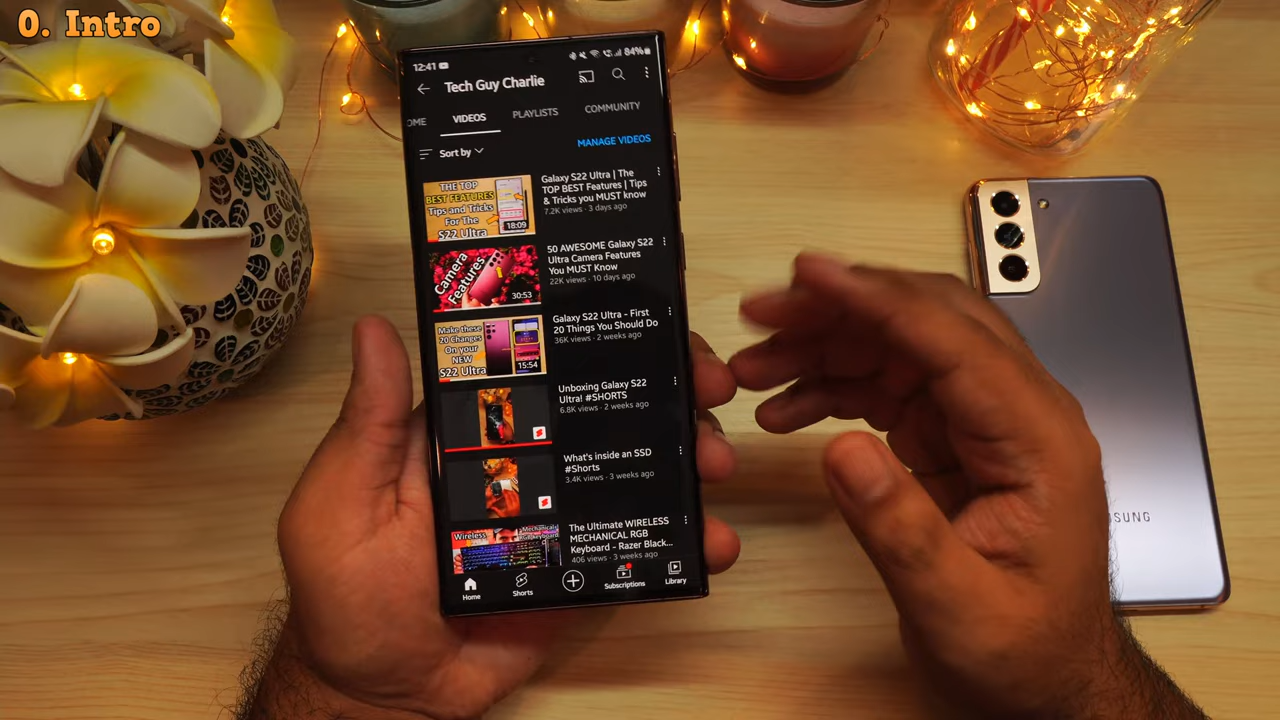 0. Intro
12:41
84%
Tech Guy Charlie
OME
VIDEOS
PLAYLISTS
COMMUNITY
Sort by
MANAGE VIDEOS
THE TOP
BEST FEATURES
Tips and Tricks
For The
S22 Ultra
18:09
Galaxy S22 Ultra | The
TOP BEST Features | Tips
& Tricks you MUST know
7.2K views · 3 days ago
Camera
Features
30:53
50 AWESOME Galaxy S22
Ultra Camera Features
You MUST Know
22K views · 10 days ago
Make these
20 Changes
On your
NEW
S22 Ultra
15:54
Galaxy S22 Ultra - First
20 Things You Should Do
36K views · 2 weeks ago
Unboxing Galaxy S22
Ultra! #SHORTS
6.8K views · 2 weeks ago
What's inside an SSD
#Shorts
3.4K views · 3 weeks ago
Wireless
Mechanical
The Ultimate WIRELESS
MECHANICAL RGB
Keyboard - Razer Black...
406 views · 3 weeks ago
Home
Shorts
Subscriptions
Library
SUNG